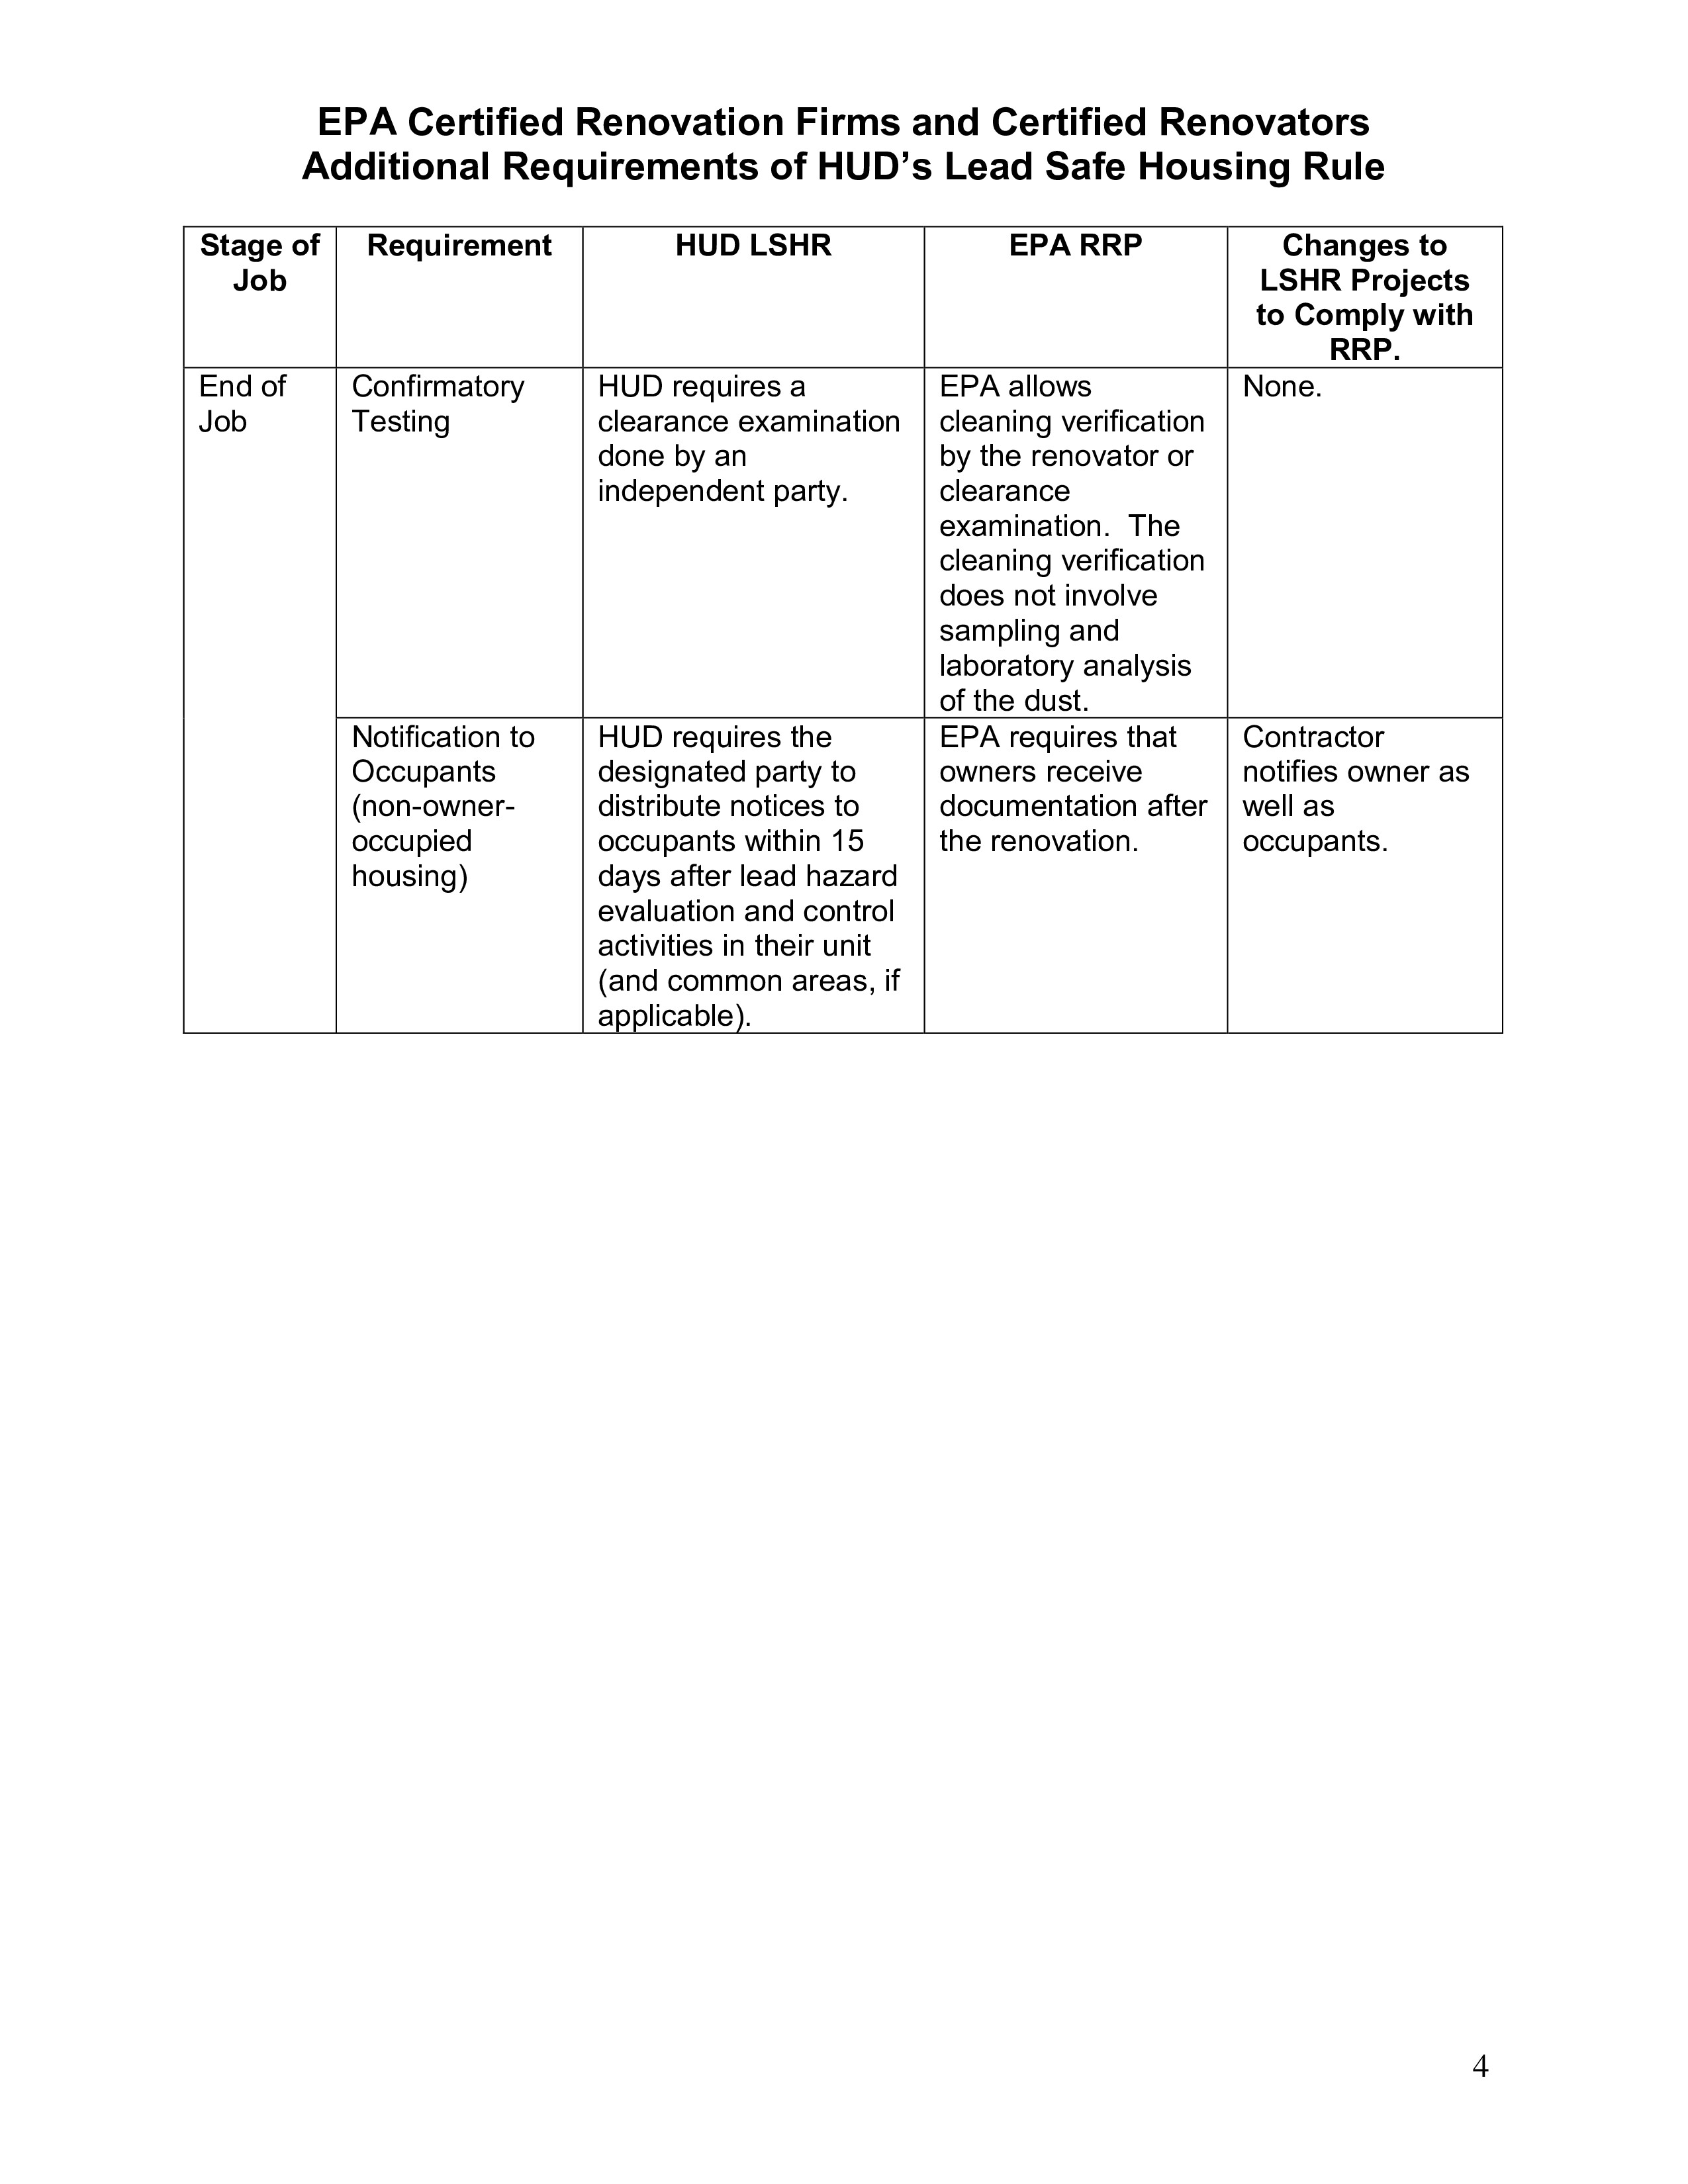 EPA Certified Renovation Firms and Certified Renovators
Additional Requirements of HUD’s Lead Safe Housing Rule
Stage of
Job
Requirement
HUD LSHR
EPA RRP
Changes to
LSHR Projects
to Comply with
RRP.
End of
Job
Confirmatory
Testing
HUD requires a
clearance examination
done by an
independent party.
EPA allows
cleaning verification
by the renovator or
clearance
examination.  The
cleaning verification
does not involve
sampling and
laboratory analysis
of the dust.
None.
Notification to
Occupants
(non-owner-
occupied
housing)
HUD requires the
designated party to
distribute notices to
occupants within 15
days after lead hazard
evaluation and control
activities in their unit
(and common areas, if
applicable).
EPA requires that
owners receive
documentation after
the renovation.
Contractor
notifies owner as
well as
occupants.
4